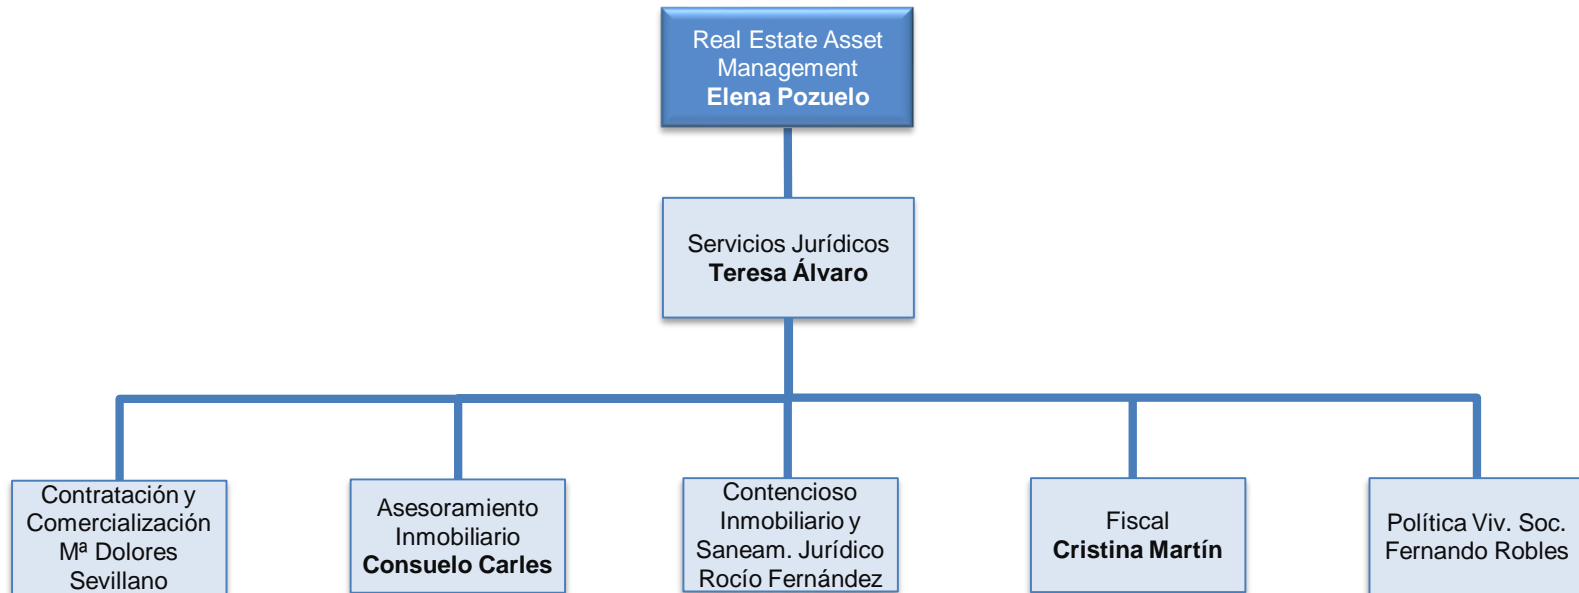 Real Estate Asset
Management
Elena Pozuelo
Servicios Jurídicos
Teresa Álvaro
Contratación y
Comercialización
Mª Dolores
Sevillano
Asesoramiento
Inmobiliario
Consuelo Carles
Contencioso
Inmobiliario y
Saneam. Jurídico
Rocío Fernández
Fiscal
Cristina Martín
Política Viv. Soc.
Fernando Robles